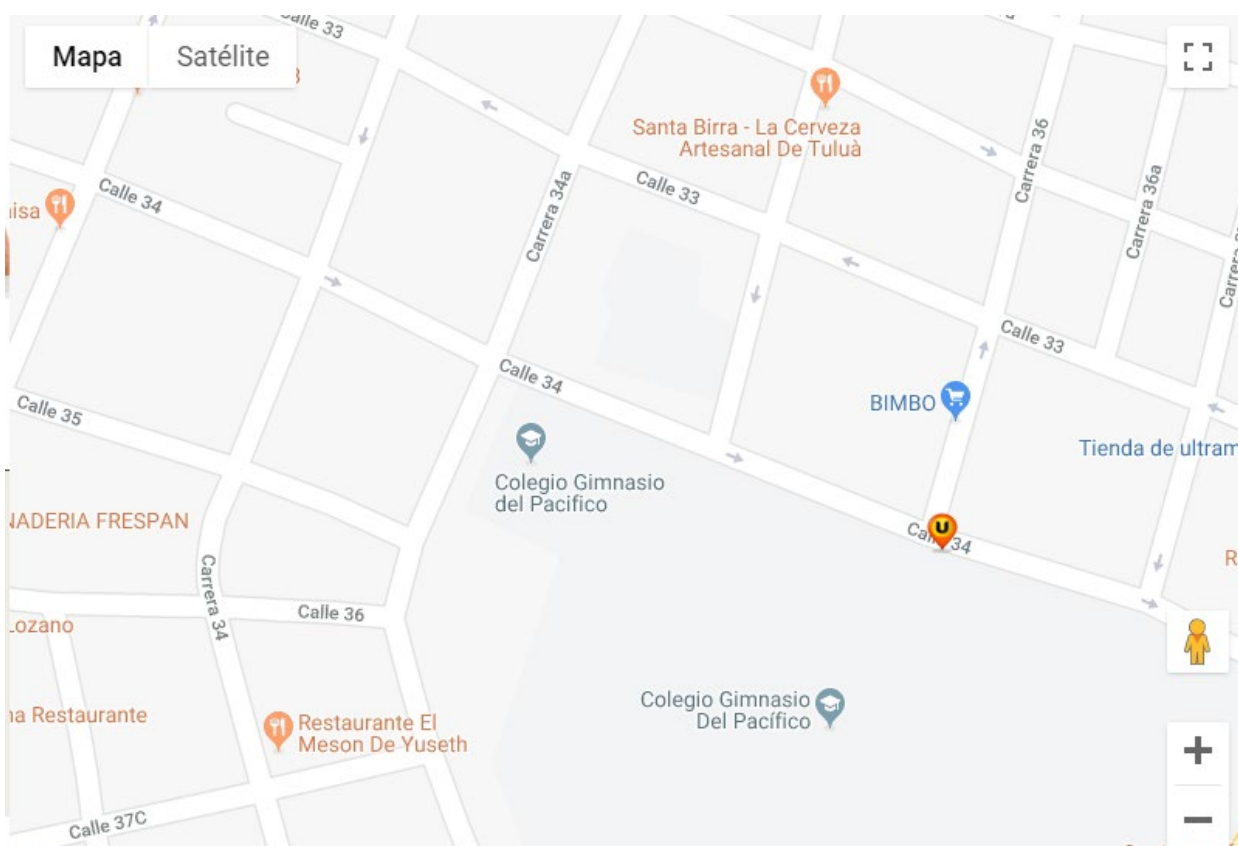 Mapa
Satélite
Calle 33
Santa Birra - La Cerveza
Artesanal De Tuluà
Carrera 36
Carrera 36a
Calle 34
Carrera 34a
Calle 33
Calle 33
Calle 34
Calle 35
BIMBO
Tienda de ultram
Colegio Gimnasio
del Pacifico
NADERIA FRESPAN
U
34
Carrera 34
Calle 36
Lozano
Colegio Gimnasio
Del Pacífico
na Restaurante
Restaurante El
Meson De Yuseth
Calle 37C